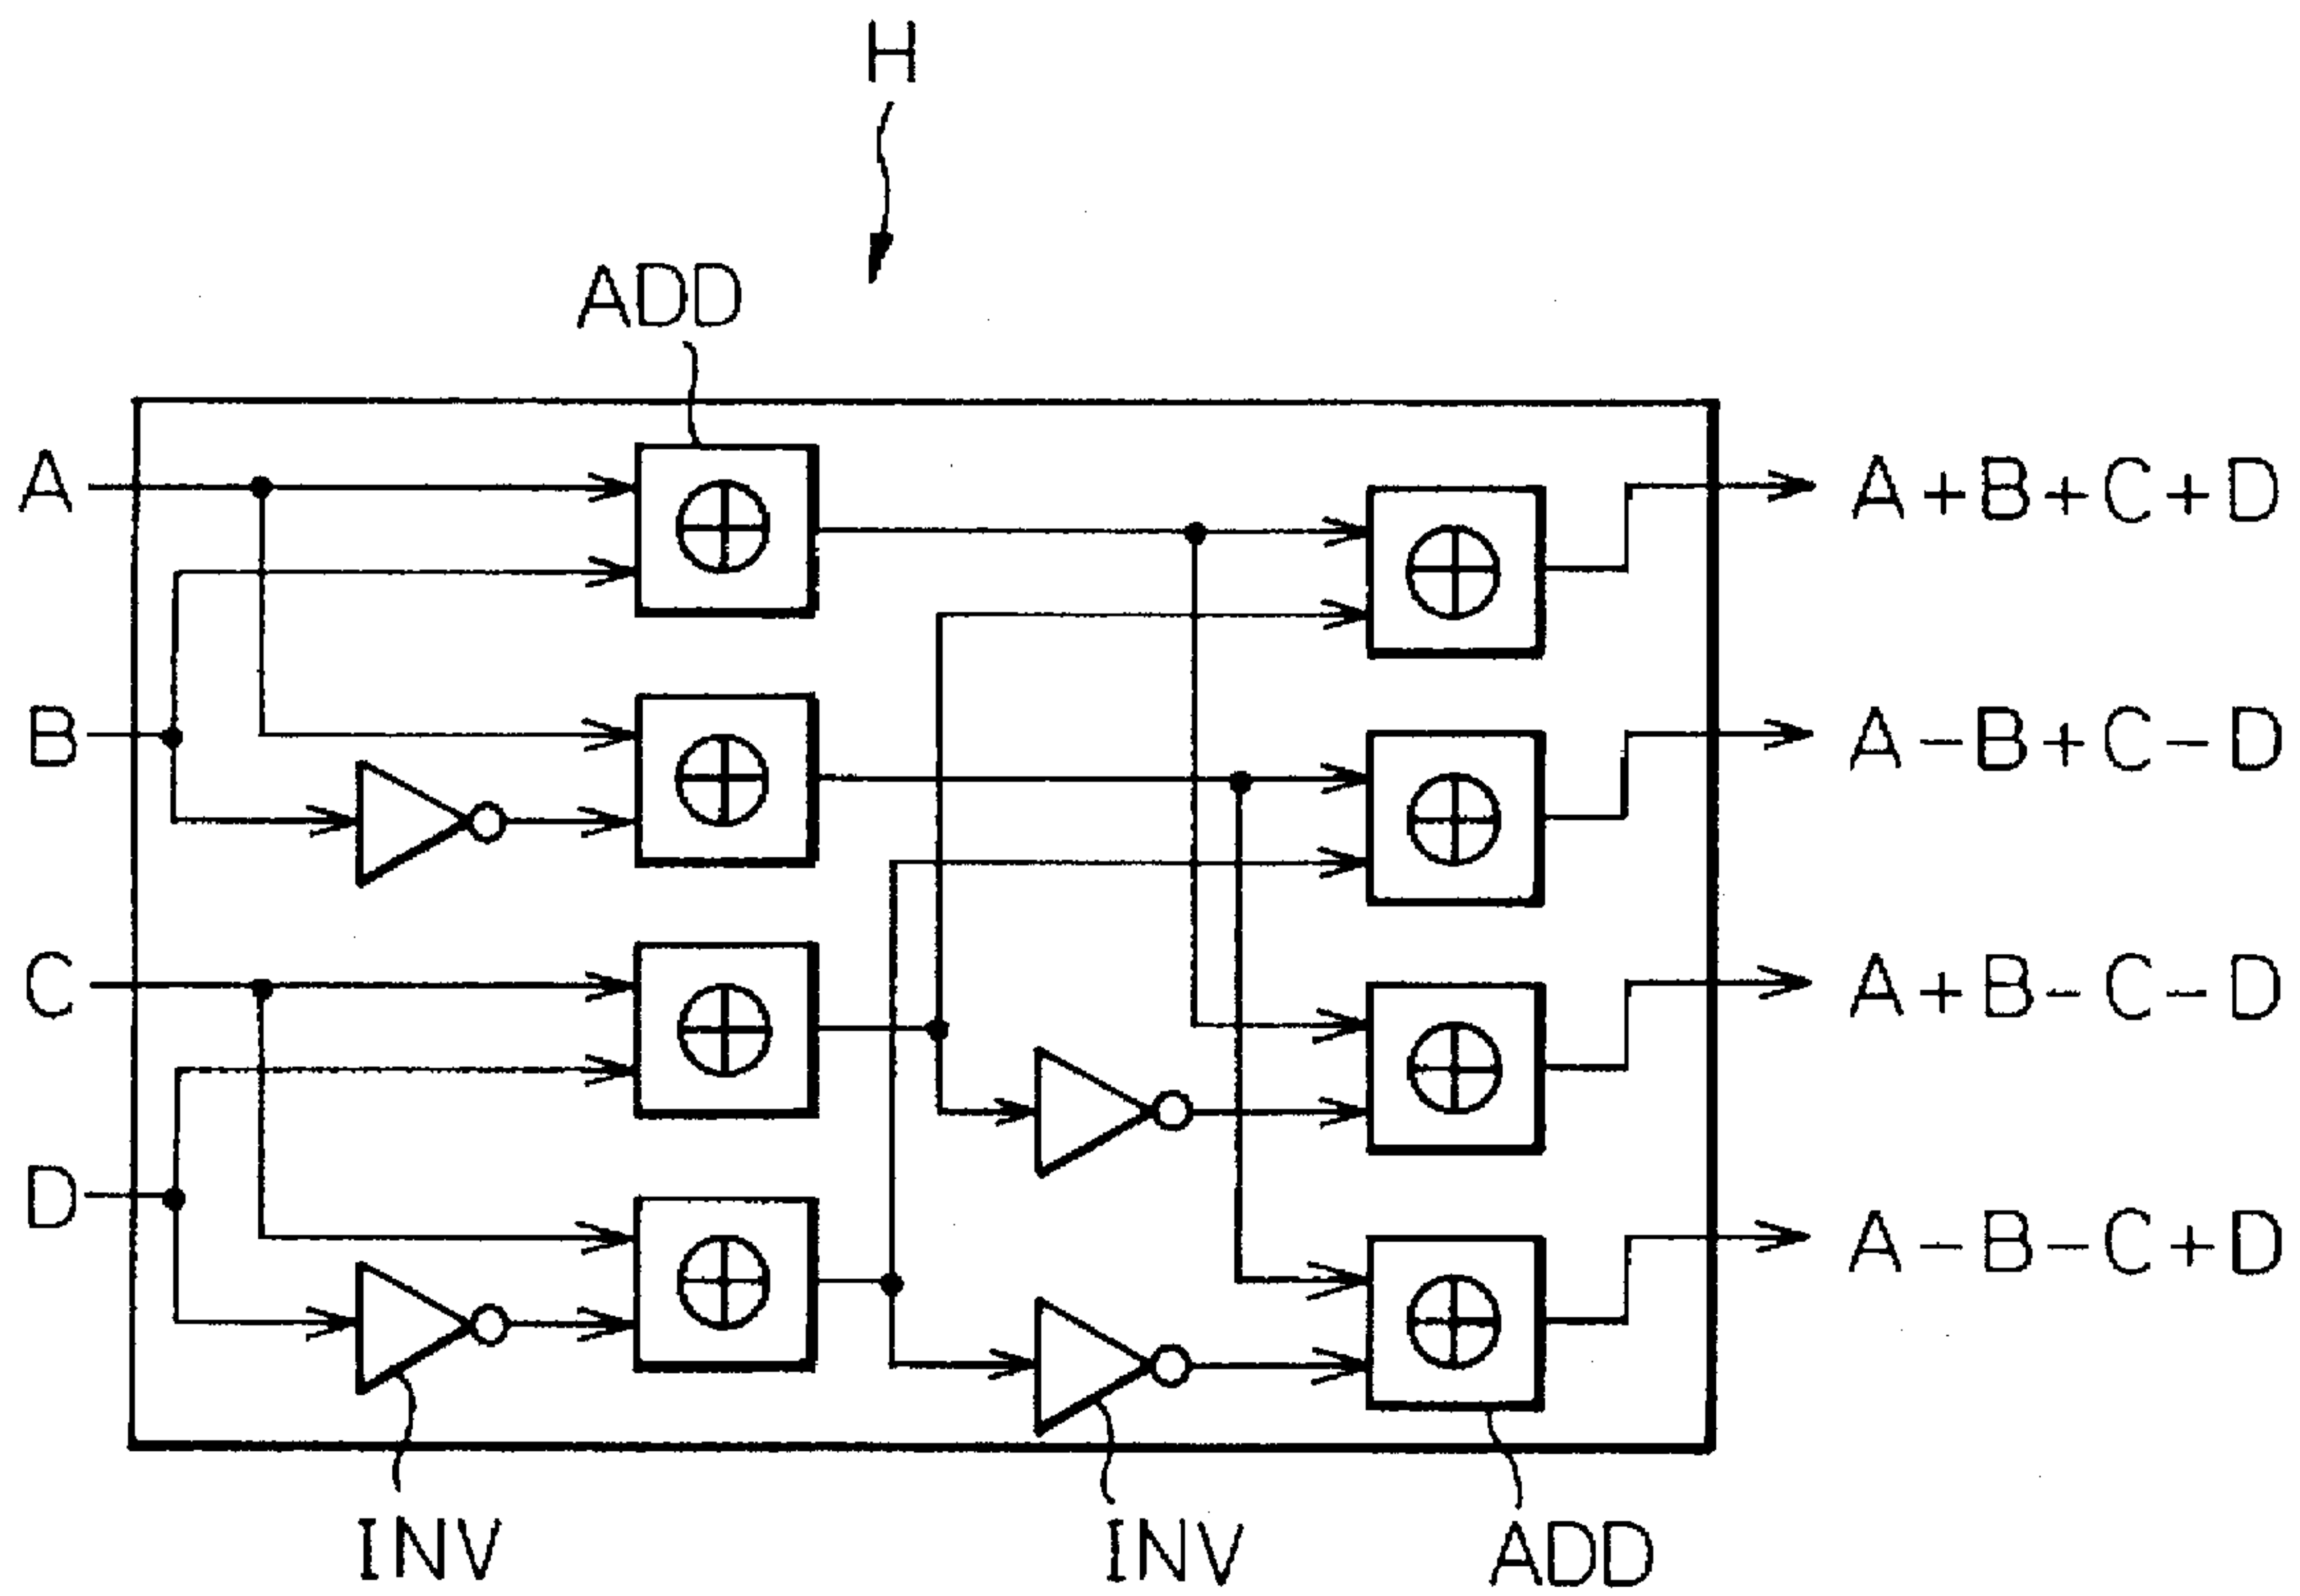 H
ADD
A
A+B+C+D
B
A-B+C-D
C
A+B-C-D
D
A-B-C+D
INV
INV
ADD